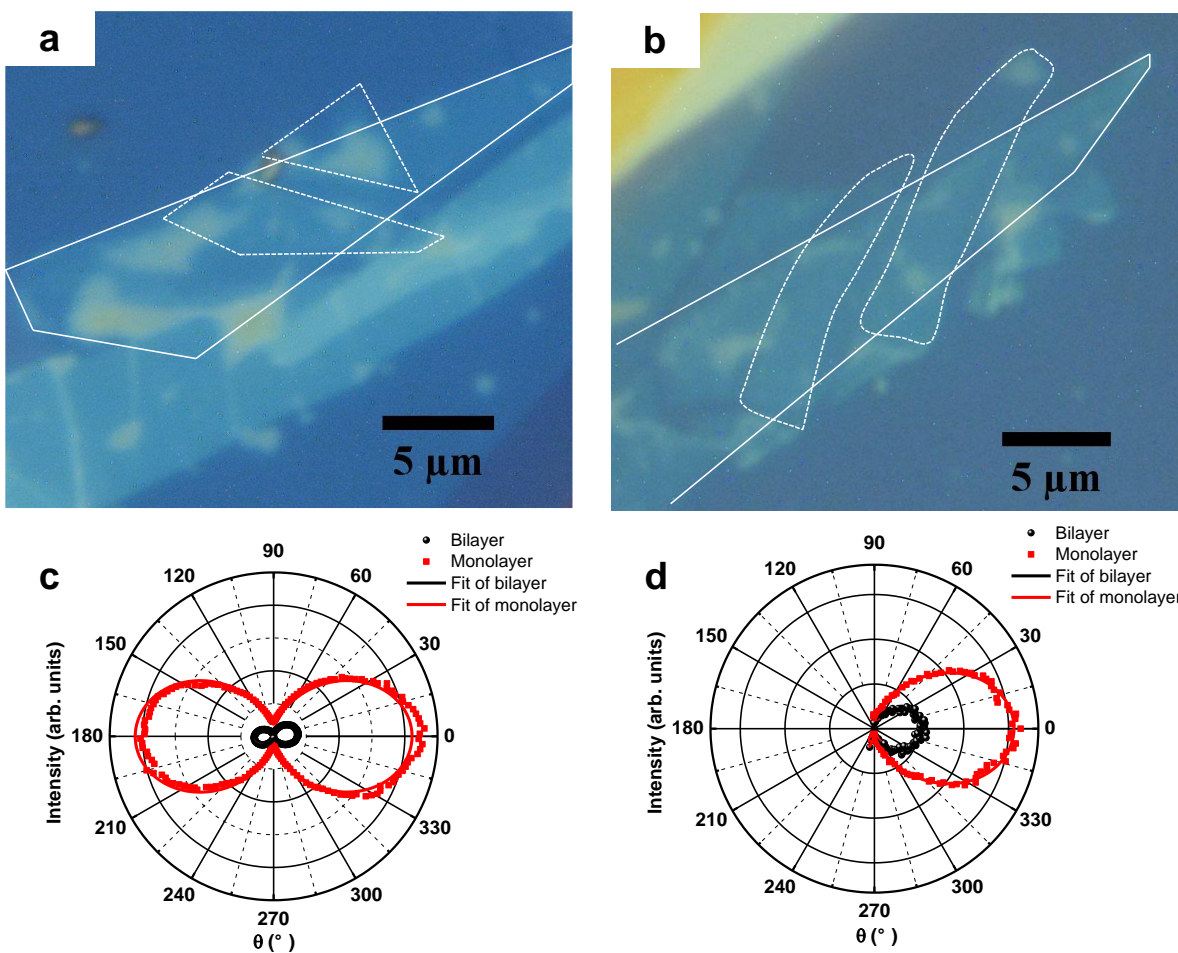 a
5 µm
b
5 µm
c
Bilayer
Monolayer
Fit of bilayer
Fit of monolayer
90
120
60
150
30
180
0
210
330
240
300
270
Intensity (arb. units)
θ (°)
d
Bilayer
Monolayer
Fit of bilayer
Fit of monolayer
90
120
60
150
30
180
0
210
330
240
300
270
Intensity (arb. units)
θ (°)